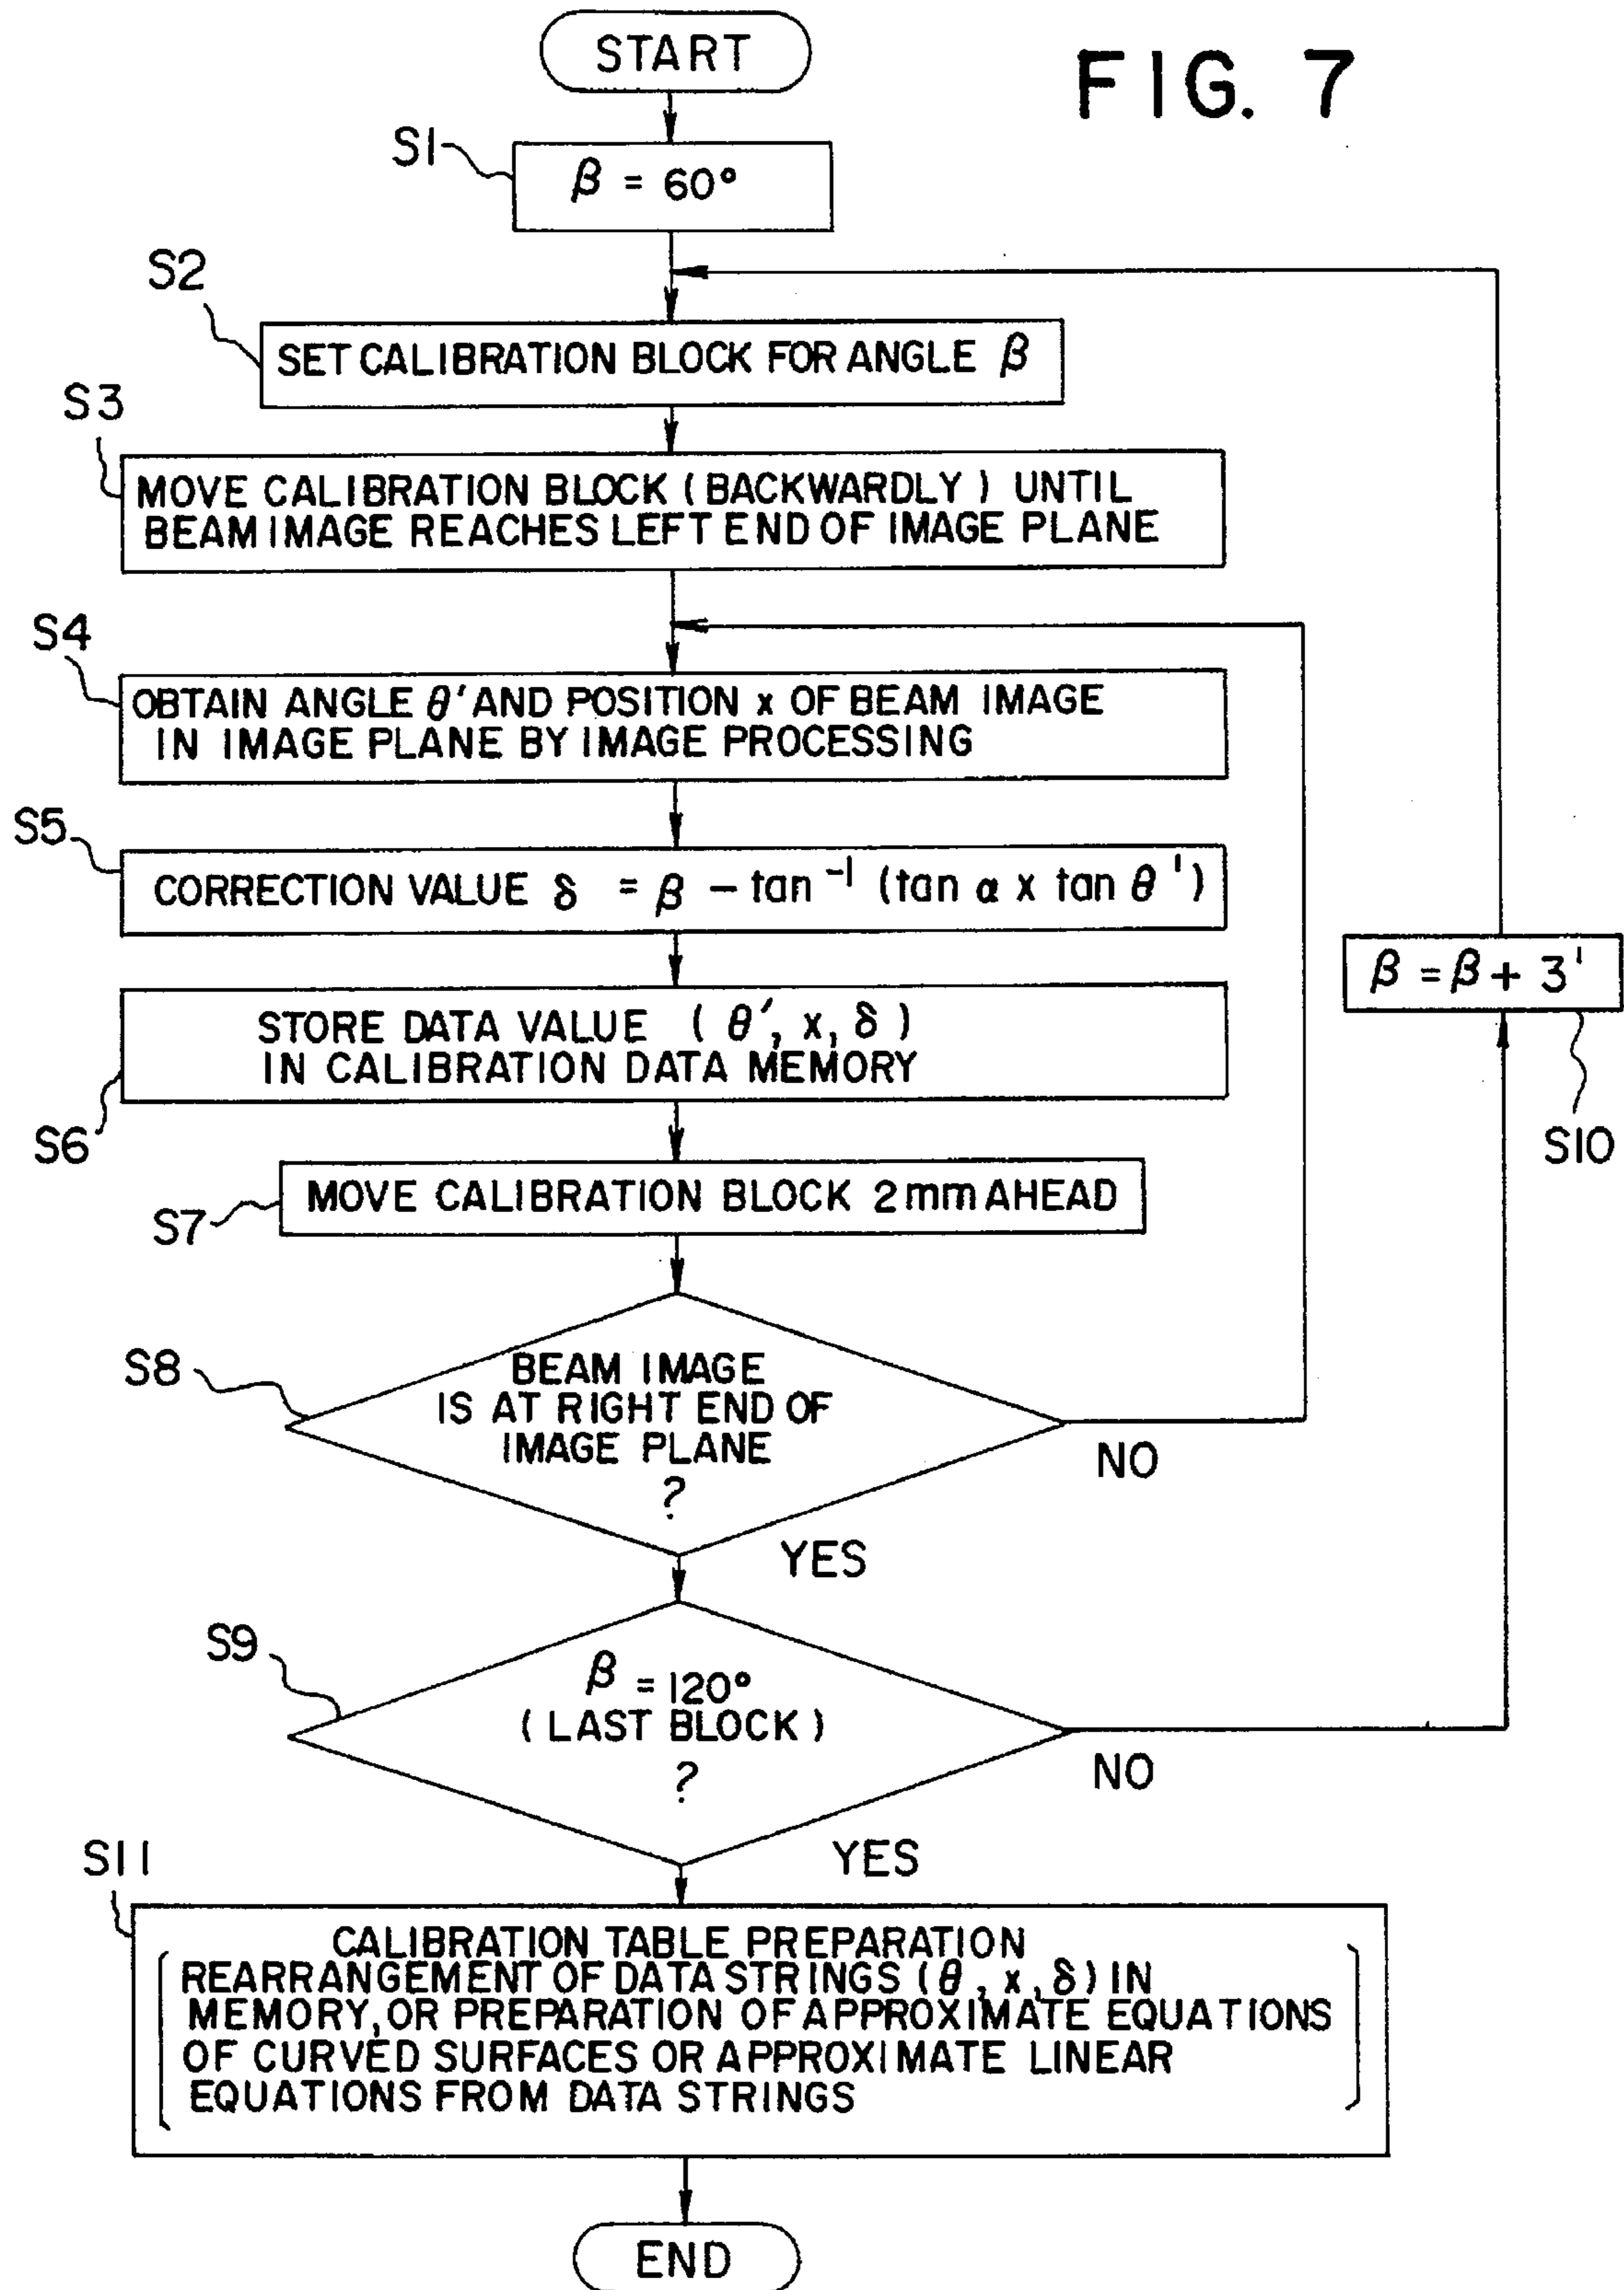 START
FIG. 7
S1
β = 60°
S2
SET CALIBRATION BLOCK FOR ANGLE β
S3
MOVE CALIBRATION BLOCK (BACKWARDLY) UNTIL
BEAM IMAGE REACHES LEFT END OF IMAGE PLANE
S4
OBTAIN ANGLE θ' AND POSITION x OF BEAM IMAGE
IN IMAGE PLANE BY IMAGE PROCESSING
S5
CORRECTION VALUE δ = β - tan⁻¹ (tan α x tan θ')
β = β + 3'
S10
STORE DATA VALUE (θ', x, δ)
IN CALIBRATION DATA MEMORY
S6
MOVE CALIBRATION BLOCK 2mm AHEAD
S7
S8
BEAM IMAGE
IS AT RIGHT END OF
IMAGE PLANE
?
NO
YES
S9
β = 120°
(LAST BLOCK)
?
NO
YES
S11
CALIBRATION TABLE PREPARATION
REARRANGEMENT OF DATA STRINGS (θ, x, δ) IN
MEMORY, OR PREPARATION OF APPROXIMATE EQUATIONS
OF CURVED SURFACES OR APPROXIMATE LINEAR
EQUATIONS FROM DATA STRINGS
END